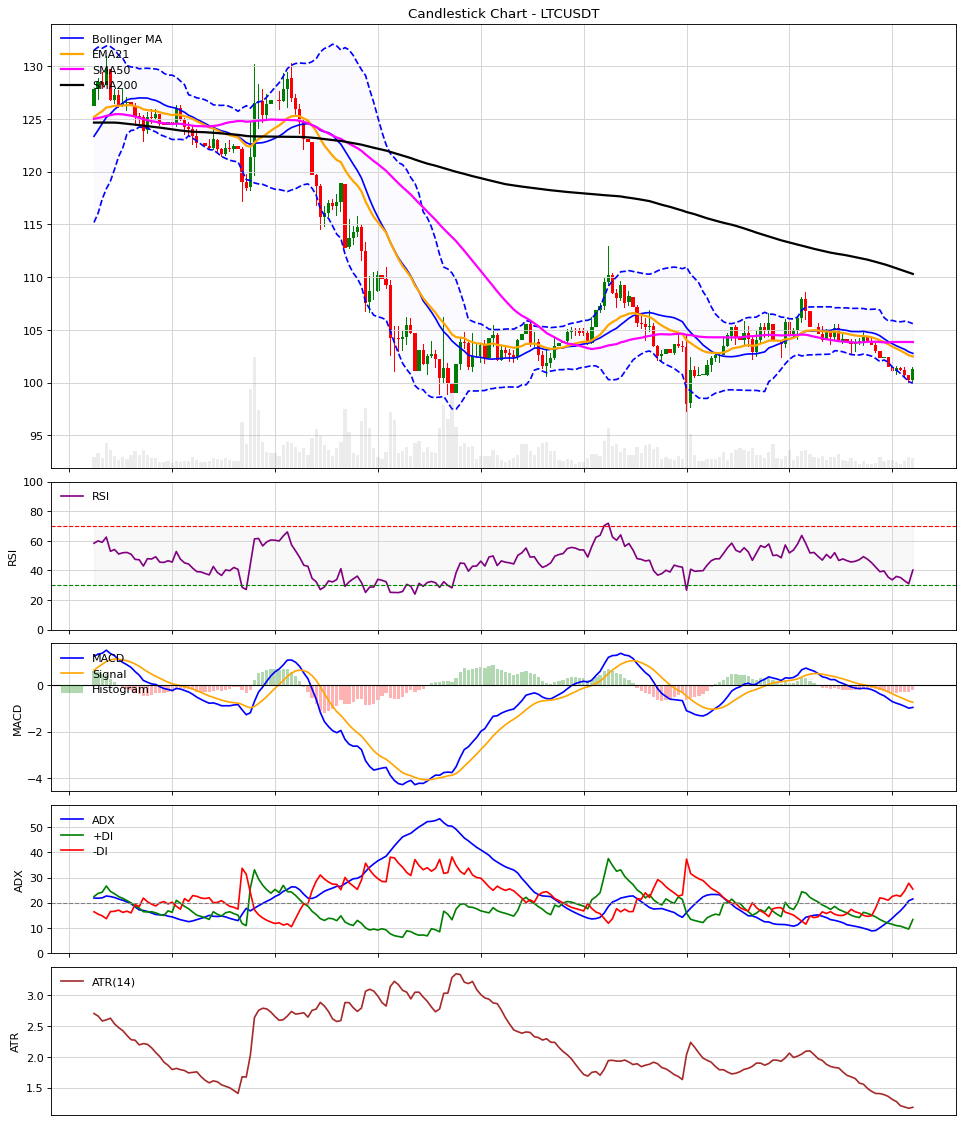 Candlestick Chart - LTCUSDT
Bollinger MA
EMA21
SMA50
SMA200
130
125
120
115
110
105
100
95
RSI
100
80
60
40
20
0
RSI
MACD
Signal
Histogram
0
−2
−4
MACD
ADX
+DI
-DI
50
40
30
20
10
0
ADX
ATR(14)
3.0
2.5
2.0
1.5
ATR